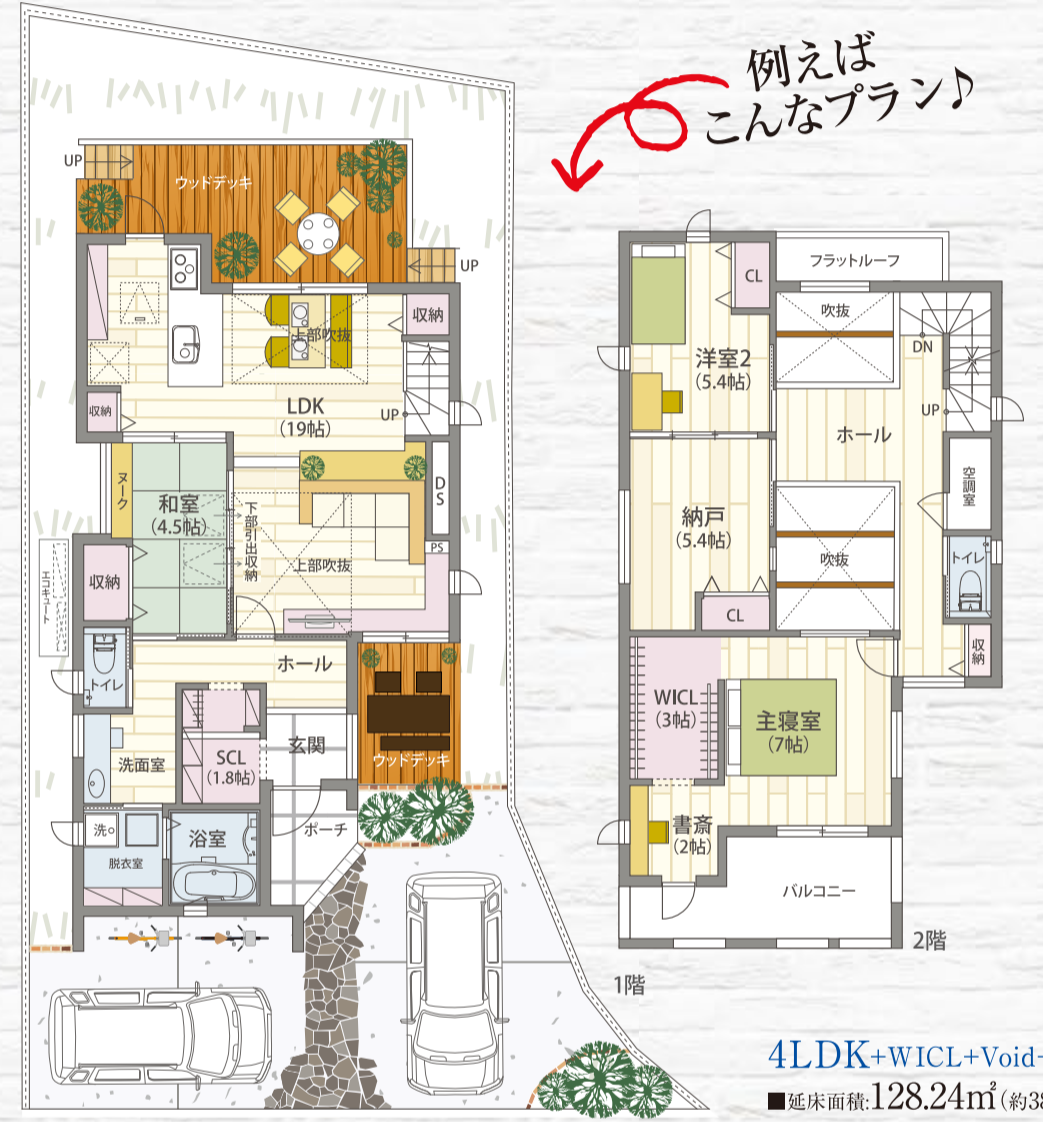 例えば
こんなプラン♪
UP
ウッドデッキ
UP
収納
上部吹抜
収納
LDK
(19帖)
UP
ヌーク
和室
(4.5帖)
下部引出収納
DS
PS
上部吹抜
収納
エコキュート
トイレ
ホール
ウッドデッキ
洗面室
SCL
(1.8帖)
玄関
ポーチ
洗
脱衣室
浴室
1階
フラットルーフ
CL
吹抜
DN
洋室2
(5.4帖)
UP
ホール
空調室
納戸
(5.4帖)
吹抜
トイレ
CL
収納
WICL
(3帖)
主寝室
(7帖)
書斎
(2帖)
バルコニー
2階
4LDK+WICL+Void
■延床面積:128.24㎡(約38